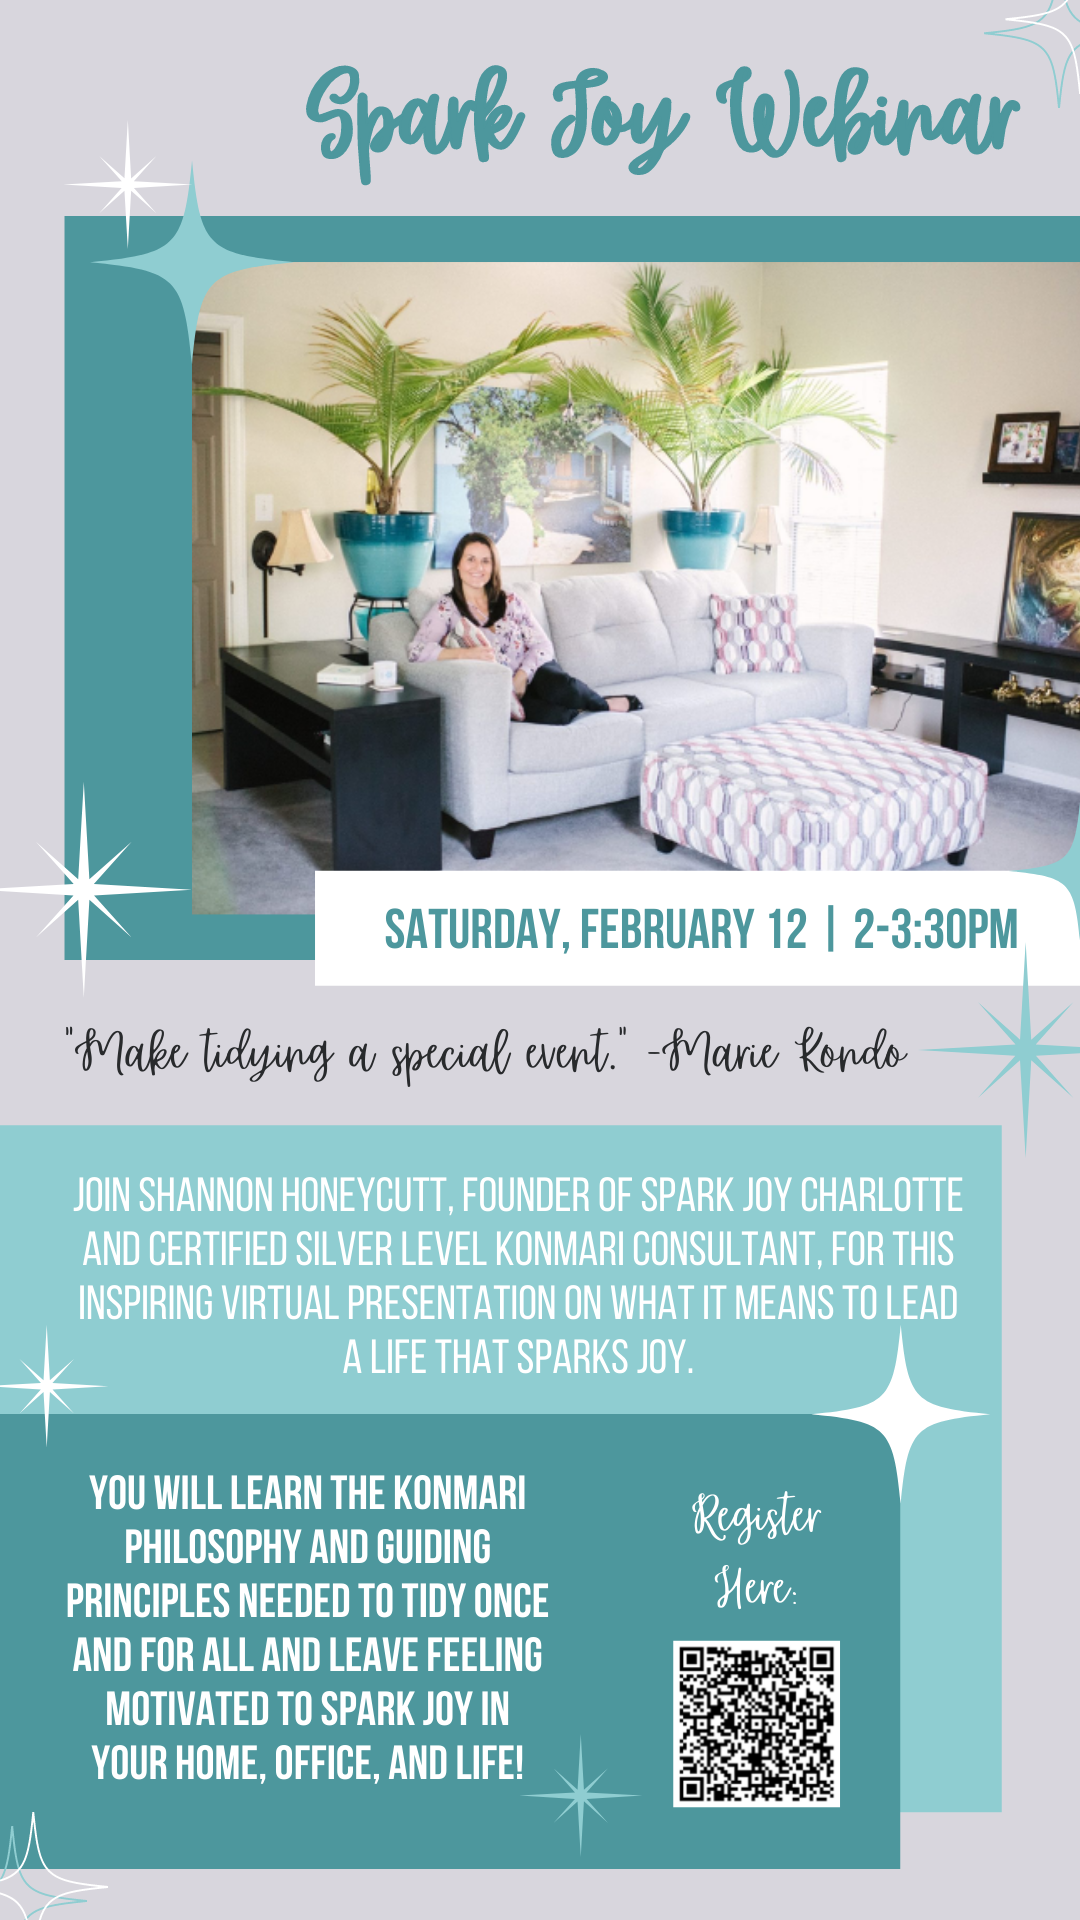 Spark Joy Webinar
SATURDAY, FEBRUARY 12 | 2-3:30PM
"Make tidying a special event." -Marie Kondo
JOIN SHANNON HONEYCUTT, FOUNDER OF SPARK JOY CHARLOTTE
AND CERTIFIED SILVER LEVEL KONMARI CONSULTANT, FOR THIS
INSPIRING VIRTUAL PRESENTATION ON WHAT IT MEANS TO LEAD
A LIFE THAT SPARKS JOY.
YOU WILL LEARN THE KONMARI
PHILOSOPHY AND GUIDING
PRINCIPLES NEEDED TO TIDY ONCE
AND FOR ALL AND LEAVE FEELING
MOTIVATED TO SPARK JOY IN
YOUR HOME, OFFICE, AND LIFE!
Register
Here: